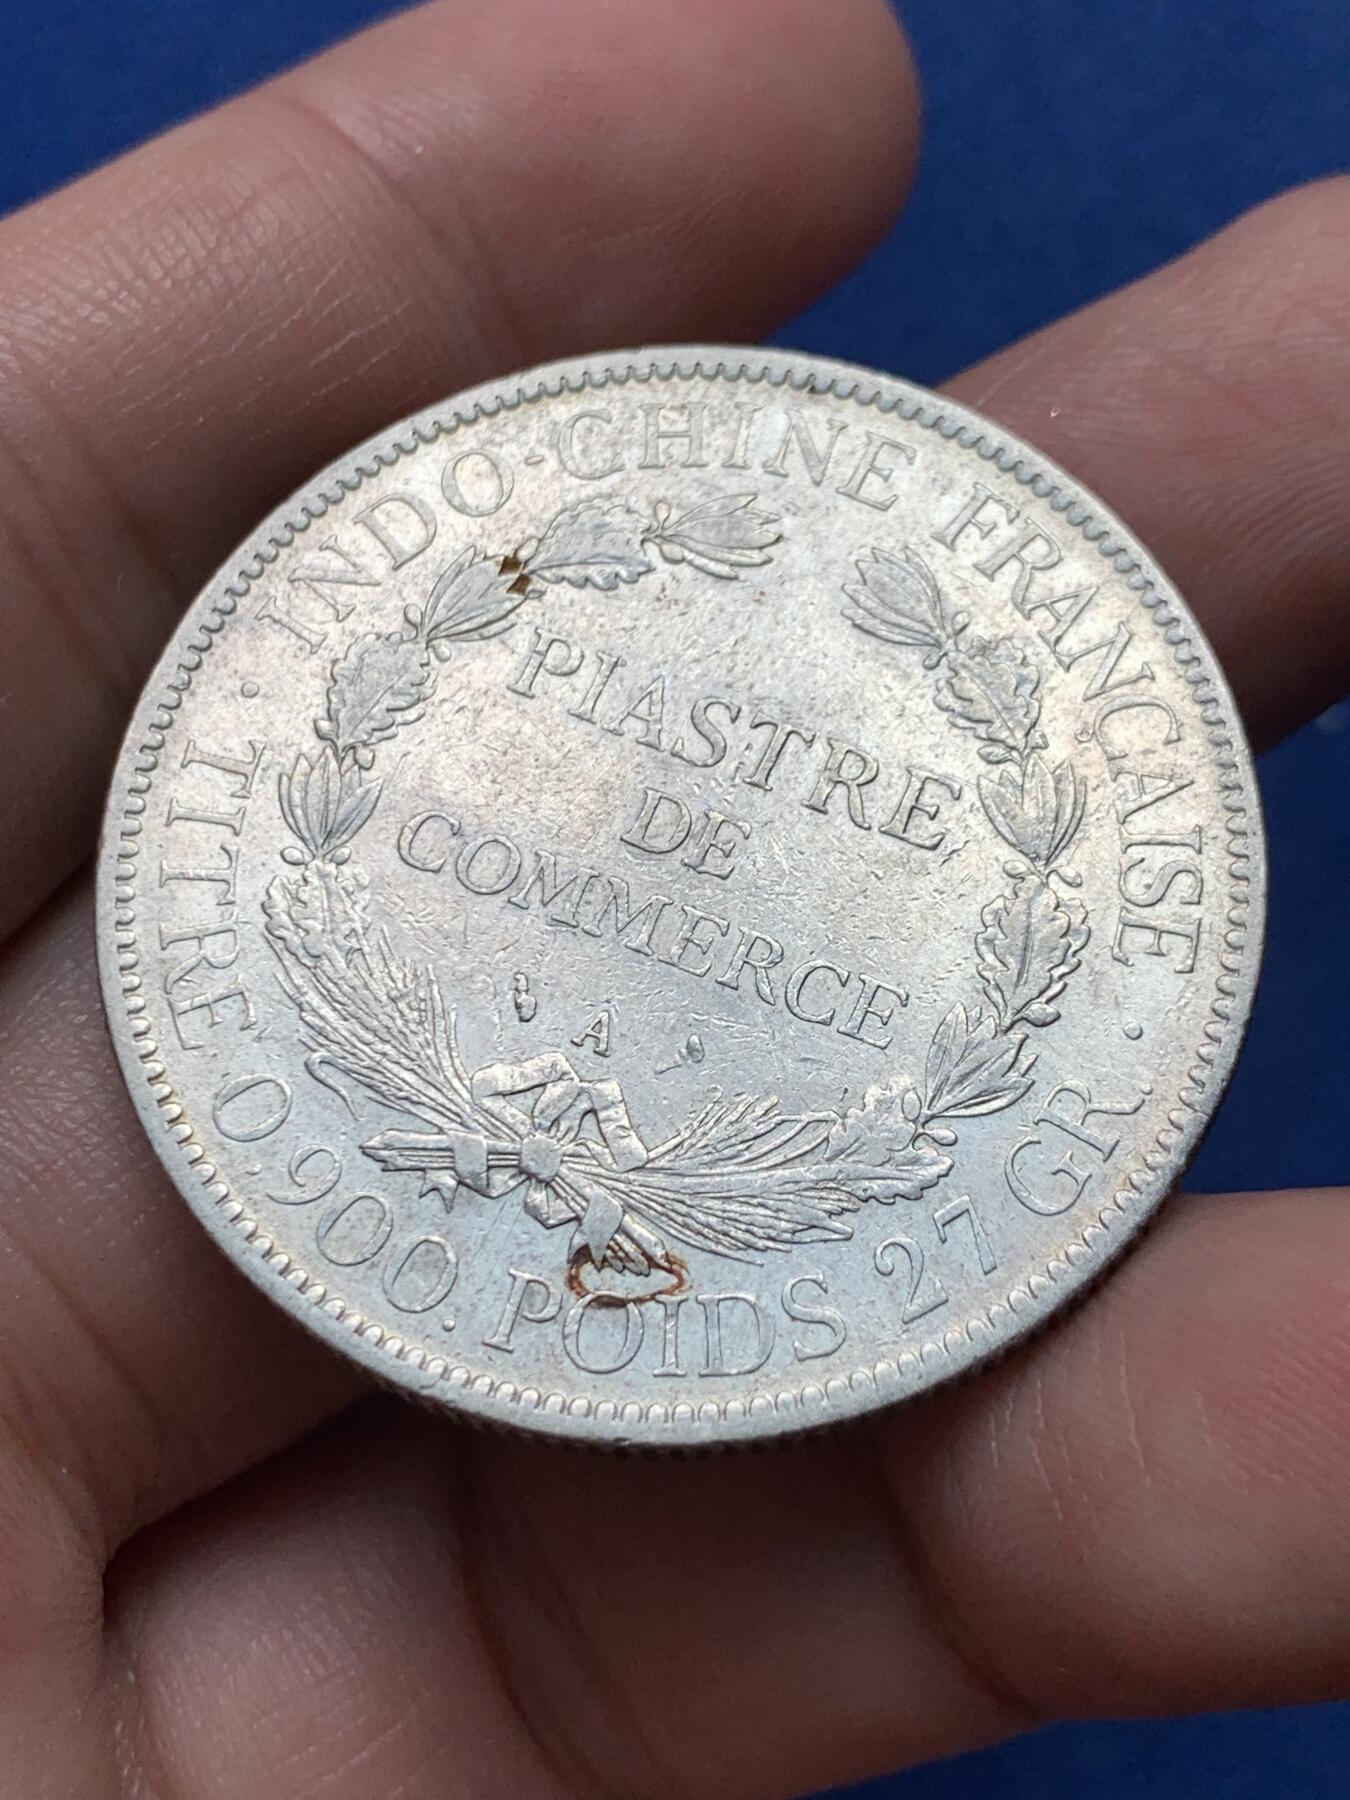 INDO-CHINE FRANÇAISE
PIASTRE
DE
COMMERCE
A
TITRE 0.900. POIDS 27 GR.